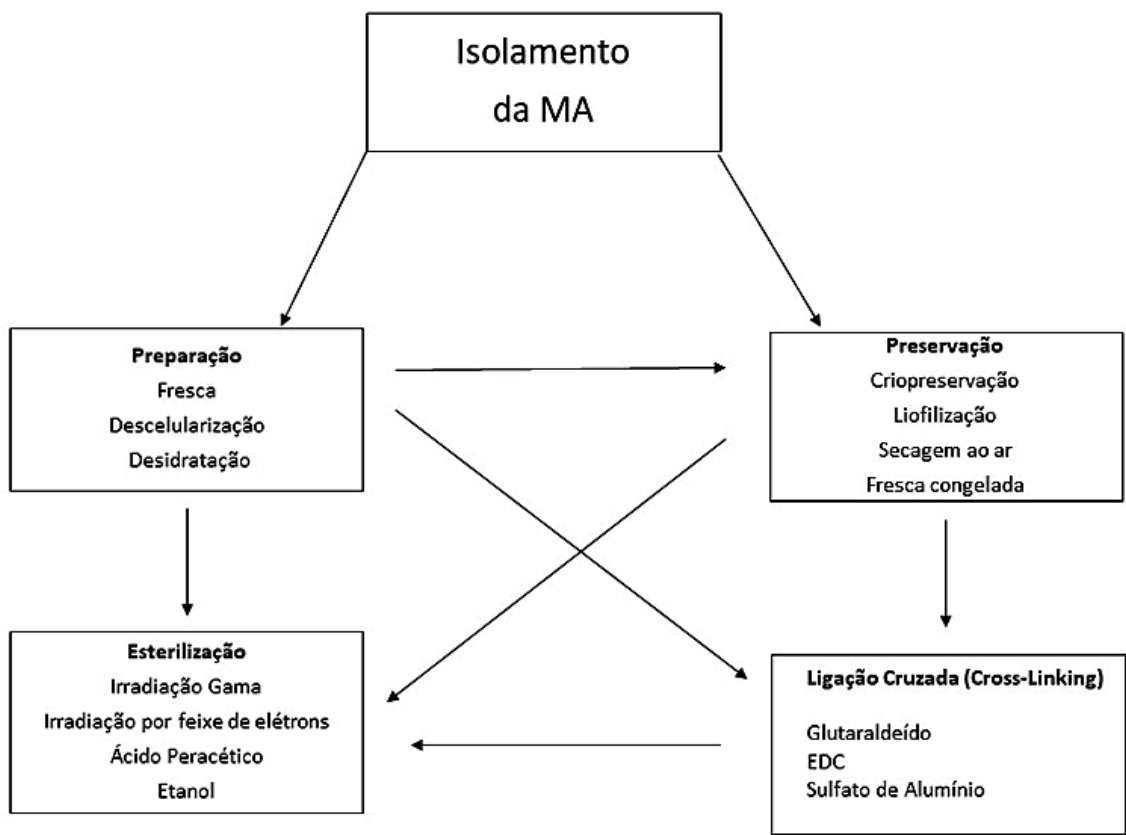 Isolamento
da MA
Preparação
Fresca
Descelularização
Desidratação
Preservação
Criopreservação
Liofilização
Secagem ao ar
Fresca congelada
Esterilização
Irradiação Gama
Irradiação por feixe de elétrons
Ácido Peracético
Etanol
Ligação Cruzada (Cross-Linking)
Glutaraldeído
EDC
Sulfato de Alumínio